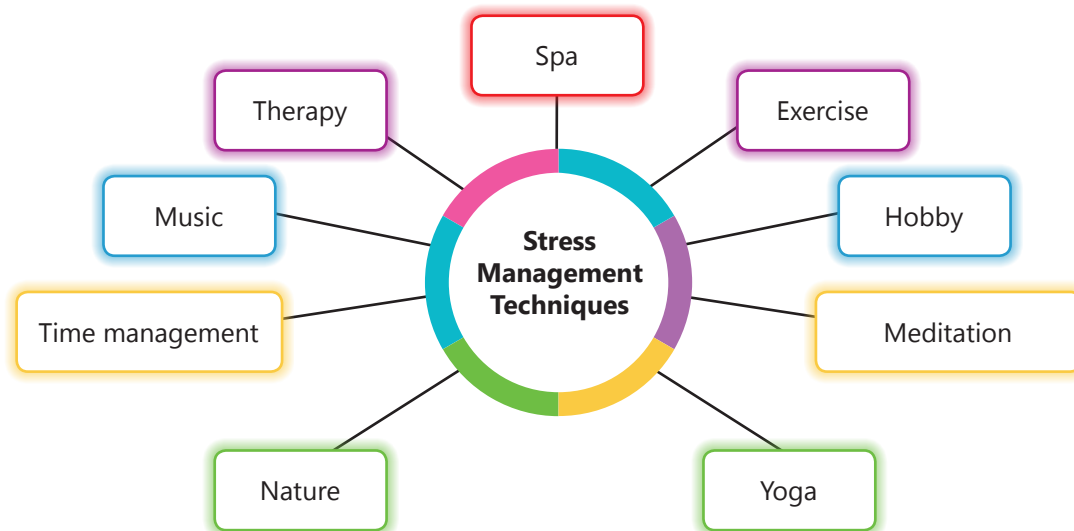 Spa
Therapy
Exercise
Music
Hobby
Stress
Management
Techniques
Time management
Meditation
Nature
Yoga